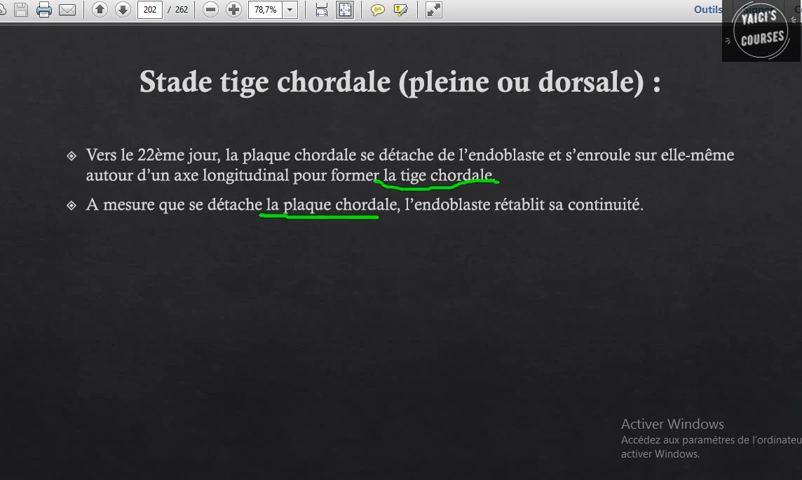 202 / 262
78,7%
Outils
YAICI'S
COURSES
Stade tige chordale (pleine ou dorsale) :
Vers le 22ème jour, la plaque chordale se détache de l'endoblaste et s'enroule sur elle-même
autour d'un axe longitudinal pour former la tige chordale.
A mesure que se détache la plaque chordale, l'endoblaste rétablit sa continuité.
Activer Windows
Accédez aux paramètres de l'ordinateu
activer Windows.